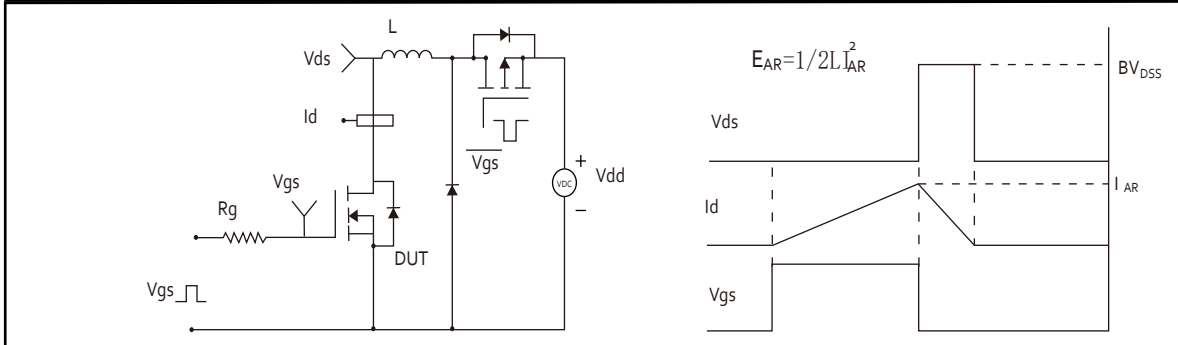 L
Vds
Id
Vgs
Vgs
Rg
DUT
Vgs
VDC
+
Vdd
−
E_AR=1/2LI²_AR
BV_DSS
Vds
I_AR
Id
Vgs